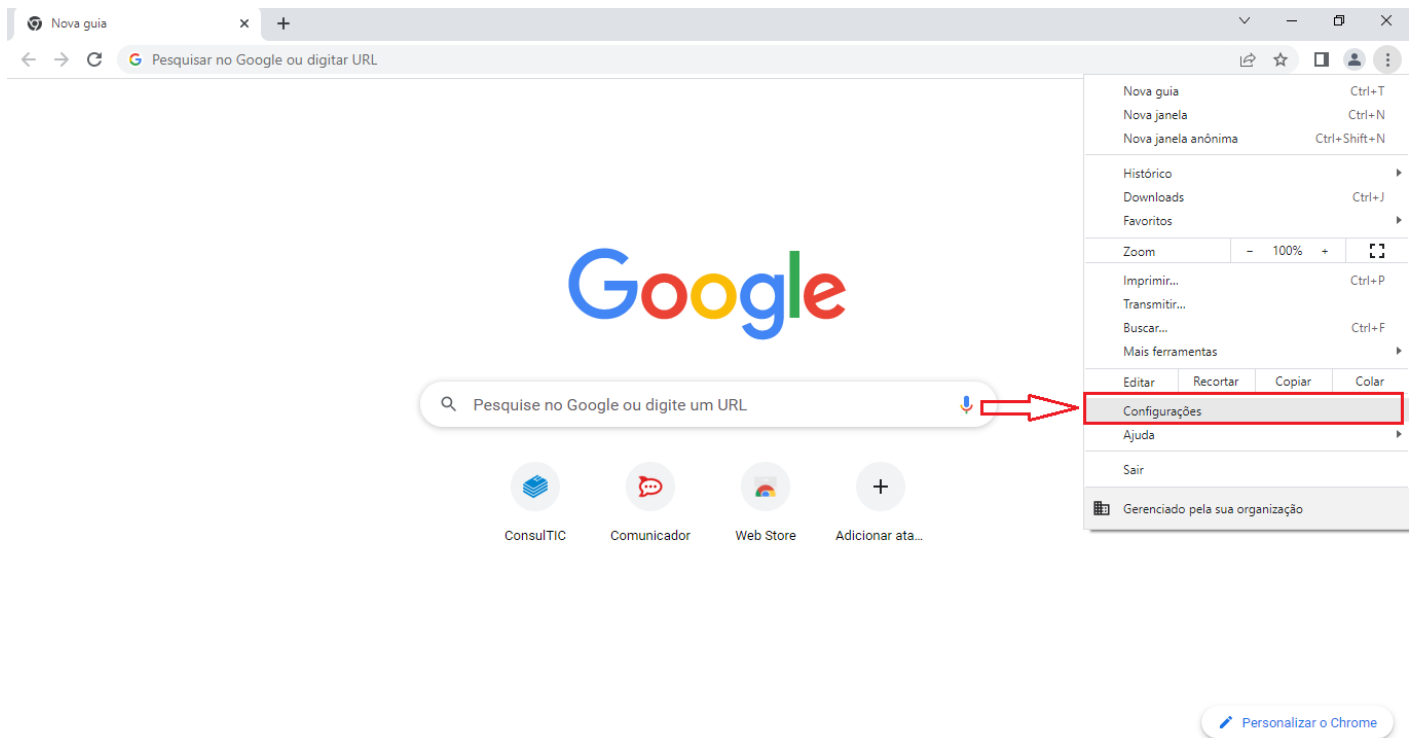 Nova guia
Pesquisar no Google ou digitar URL
Nova guia Ctrl+T
Nova janela Ctrl+N
Nova janela anônima Ctrl+Shift+N
Histórico
Downloads Ctrl+J
Favoritos
Zoom - 100% +
Imprimir... Ctrl+P
Transmitir...
Buscar... Ctrl+F
Mais ferramentas
Editar Recortar Copiar Colar
Configurações
Ajuda
Sair
Gerenciado pela sua organização
Google
Pesquise no Google ou digite um URL
ConsulTIC Comunicador Web Store Adicionar ata...
Personalizar o Chrome